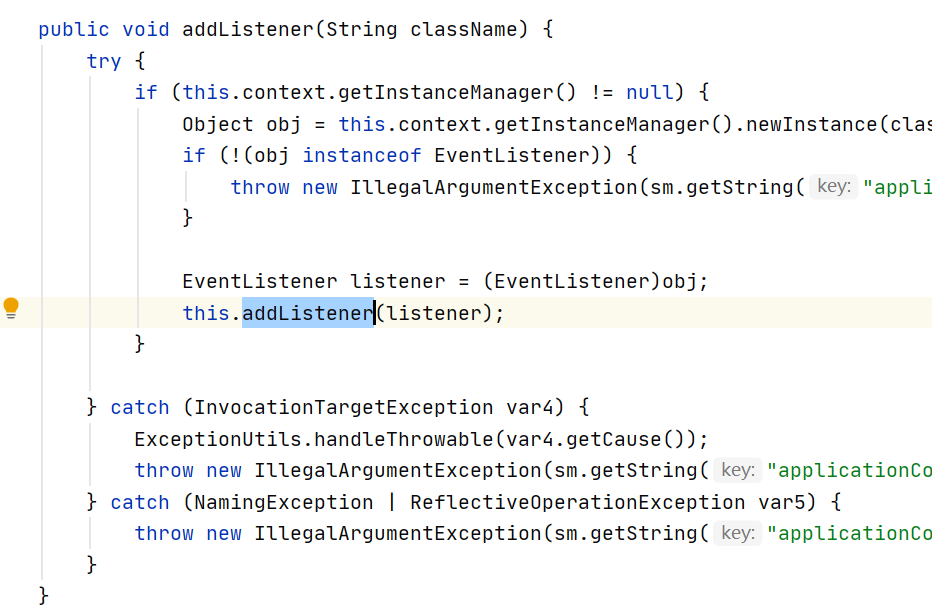 public void addListener(String className) {
try {
if (this.context.getInstanceManager() != null) {
Object obj = this.context.getInstanceManager().newInstance(clas
if (!(obj instanceof EventListener)) {
throw new IllegalArgumentException(sm.getString( key: "appli
}
EventListener listener = (EventListener)obj;
this.addListener(listener);
}
} catch (InvocationTargetException var4) {
ExceptionUtils.handleThrowable(var4.getCause());
throw new IllegalArgumentException(sm.getString( key: "applicationCo
} catch (NamingException | ReflectiveOperationException var5) {
throw new IllegalArgumentException(sm.getString( key: "applicationCo
}
}